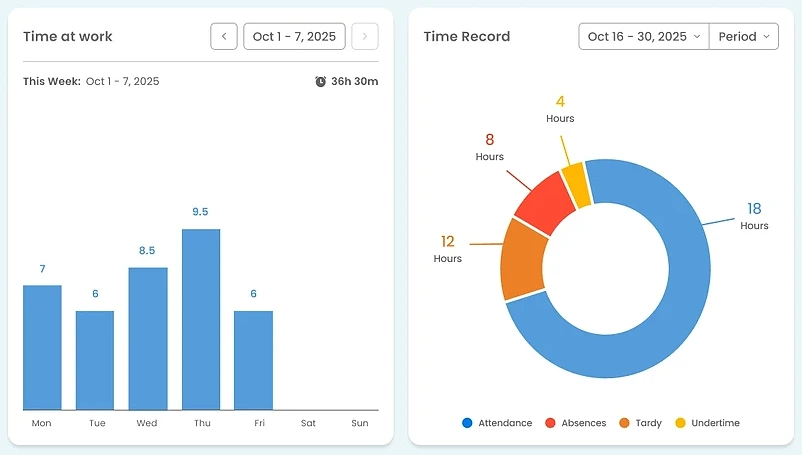 Time at work
Oct 1 - 7, 2025
This Week: Oct 1 - 7, 2025
36h 30m
9.5
8.5
7
6
6
Mon Tue Wed Thu Fri Sat Sun
Time Record
Oct 16 - 30, 2025
Period
4
Hours
8
Hours
18
Hours
12
Hours
Attendance Absences Tardy Undertime